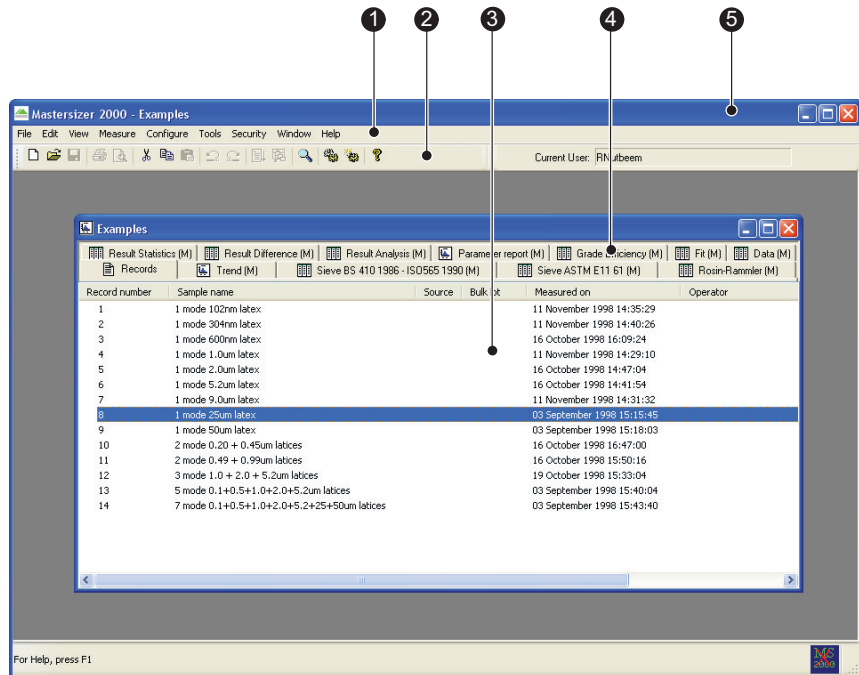 1 2 3 4 5
Mastersizer 2000 - Examples
File Edit View Measure Configure Tools Security Window Help
Current User: RNutbeem
Examples
Result Statistics (M) Result Difference (M) Result Analysis (M) Parameter report (M) Grade Efficiency (M) Fit (M) Data (M)
Records Trend (M) Sieve BS 410 1986 - ISO565 1990 (M) Sieve ASTM E11 61 (M) Rosin-Rammler (M)
Record number Sample name Source Bulk lot Measured on Operator
1 1 mode 102nm latex 11 November 1998 14:35:29
2 1 mode 304nm latex 11 November 1998 14:40:26
3 1 mode 600nm latex 16 October 1998 16:09:24
4 1 mode 1.0um latex 11 November 1998 14:29:10
5 1 mode 2.0um latex 16 October 1998 14:47:04
6 1 mode 5.2um latex 16 October 1998 14:41:54
7 1 mode 9.0um latex 11 November 1998 14:31:32
8 1 mode 25um latex 03 September 1998 15:15:45
9 1 mode 50um latex 03 September 1998 15:18:03
10 2 mode 0.20 + 0.45um latices 16 October 1998 16:47:00
11 2 mode 0.49 + 0.99um latices 16 October 1998 15:50:16
12 3 mode 1.0 + 2.0 + 5.2um latices 19 October 1998 15:33:04
13 5 mode 0.1+0.5+1.0+2.0+5.2um latices 03 September 1998 15:40:04
14 7 mode 0.1+0.5+1.0+2.0+5.2+25+50um latices 03 September 1998 15:43:40
For Help, press F1
MS
2000